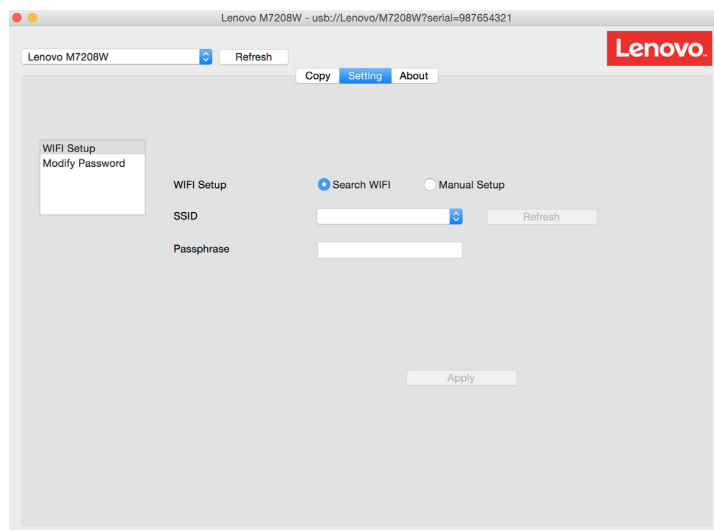 Lenovo M7208W - usb://Lenovo/M7208W?serial=987654321
Lenovo M7208W
Refresh
Lenovo
Copy
Setting
About
WIFI Setup
Modify Password
WIFI Setup
Search WIFI
Manual Setup
SSID
Refresh
Passphrase
Apply